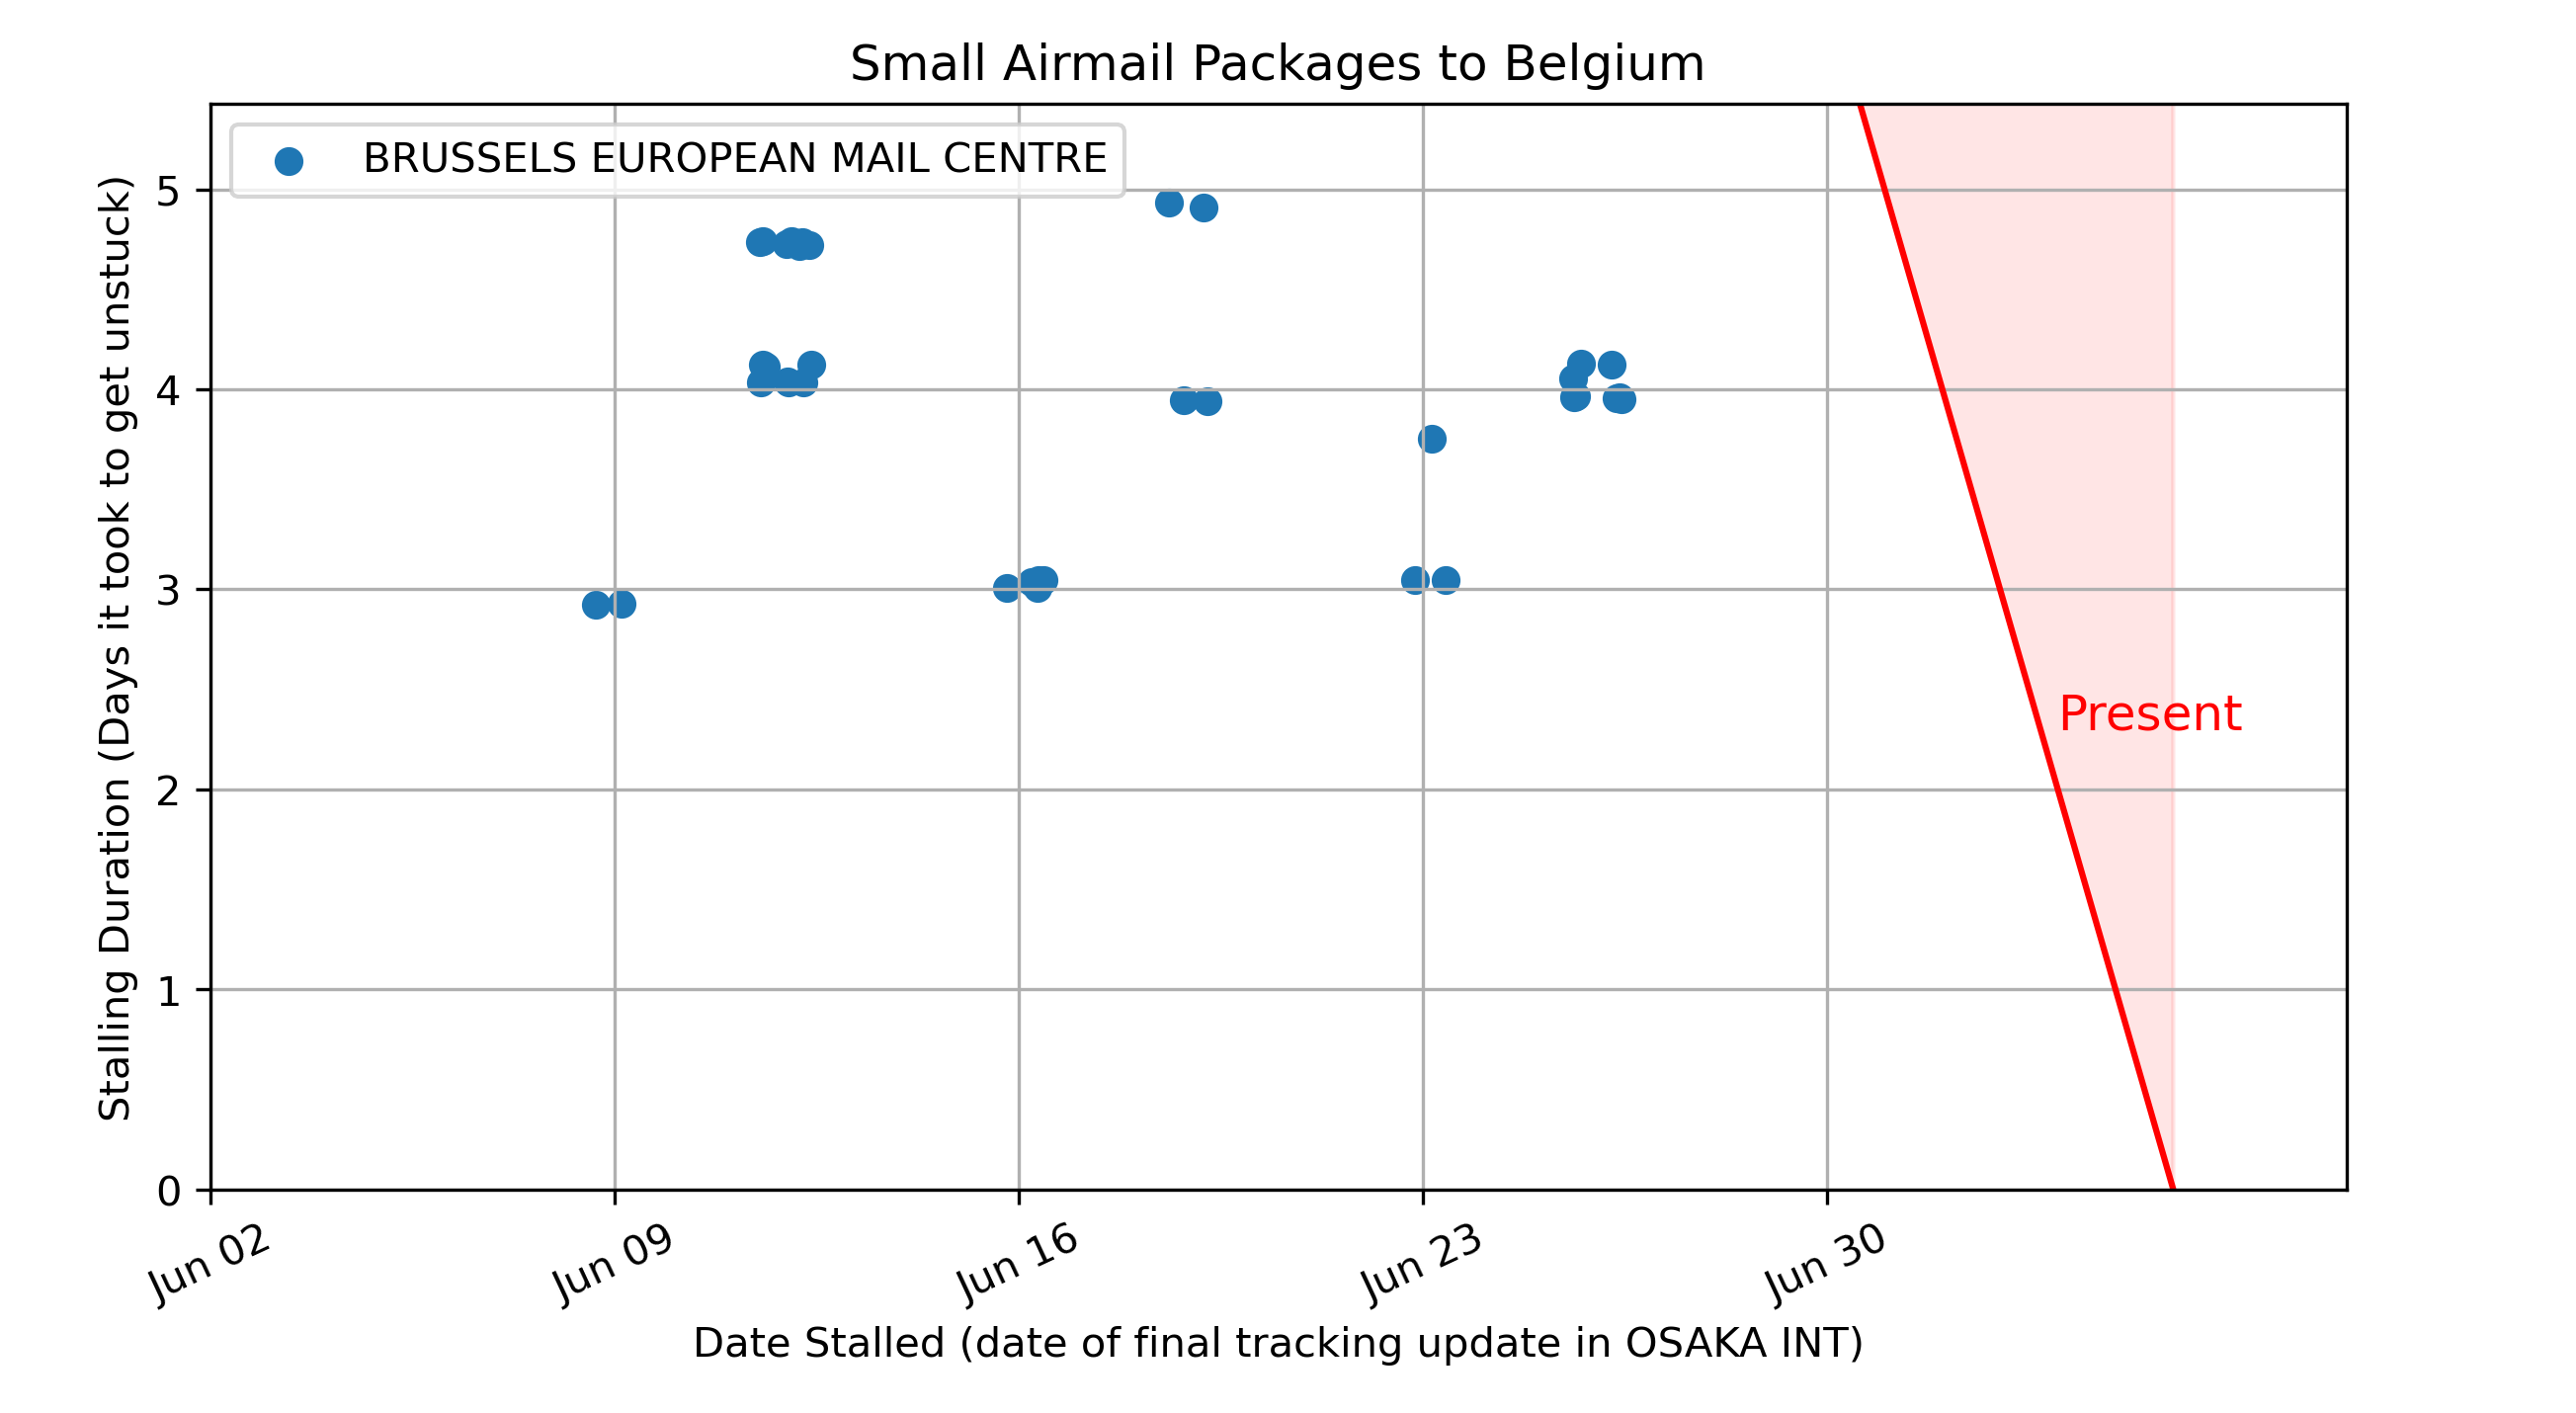 Small Airmail Packages to Belgium
BRUSSELS EUROPEAN MAIL CENTRE
Stalling Duration (Days it took to get unstuck)
5
4
3
2
1
0
Present
Jun 02
Jun 09
Jun 16
Jun 23
Jun 30
Date Stalled (date of final tracking update in OSAKA INT)